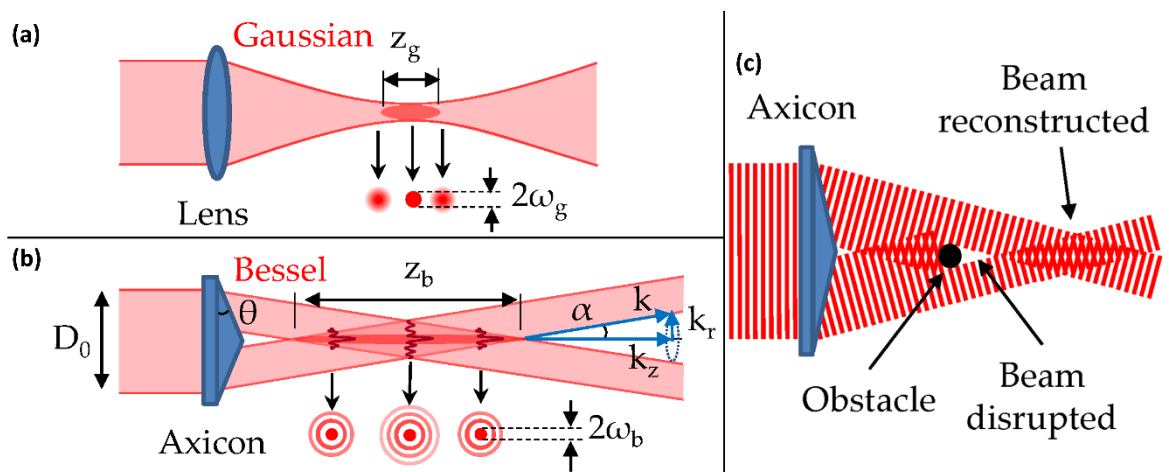 (a)
Gaussian
z_g
2ω_g
Lens
(b)
Bessel
z_b
θ
D_0
α
k
k_r
k_z
Axicon
2ω_b
(c)
Axicon
Beam
reconstructed
Obstacle
Beam
disrupted